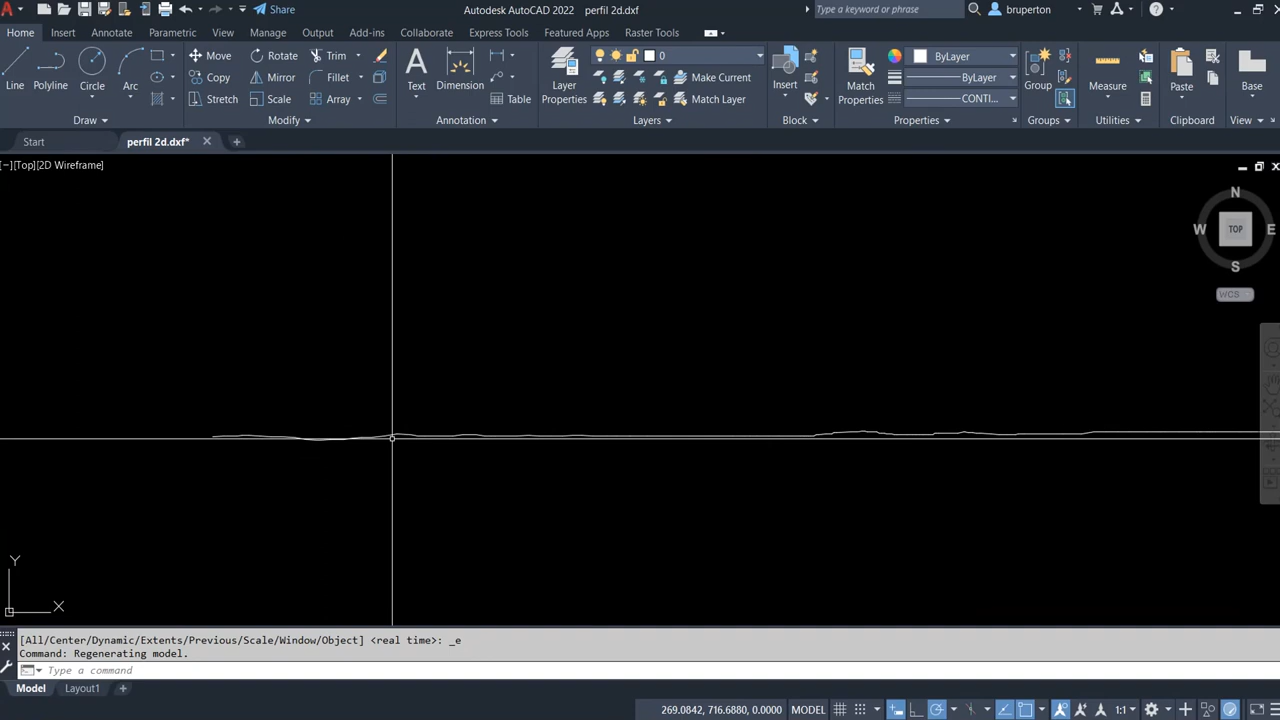 Share
Autodesk AutoCAD 2022 perfil 2d.dxf
Type a keyword or phrase
bruperton
Home Insert Annotate Parametric View Manage Output Add-ins Collaborate Express Tools Featured Apps Raster Tools
Line
Polyline
Circle
Arc
Draw
Move
Rotate
Trim
Copy
Mirror
Fillet
Stretch
Scale
Array
Modify
Text
Dimension
Table
Annotation
Layer
Properties
0
Make Current
Match Layer
Layers
Insert
Block
Match
Properties
ByLayer
ByLayer
CONTI...
Properties
Group
Groups
Measure
Utilities
Paste
Clipboard
Base
View
Start
perfil 2d.dxf*
[−][Top][2D Wireframe]
N
W TOP E
S
WCS
Y
X
[All/Center/Dynamic/Extents/Previous/Scale/Window/Object] <real time>: _e
Command: Regenerating model.
Type a command
Model Layout1
269.0842, 716.6880, 0.0000 MODEL 1:1